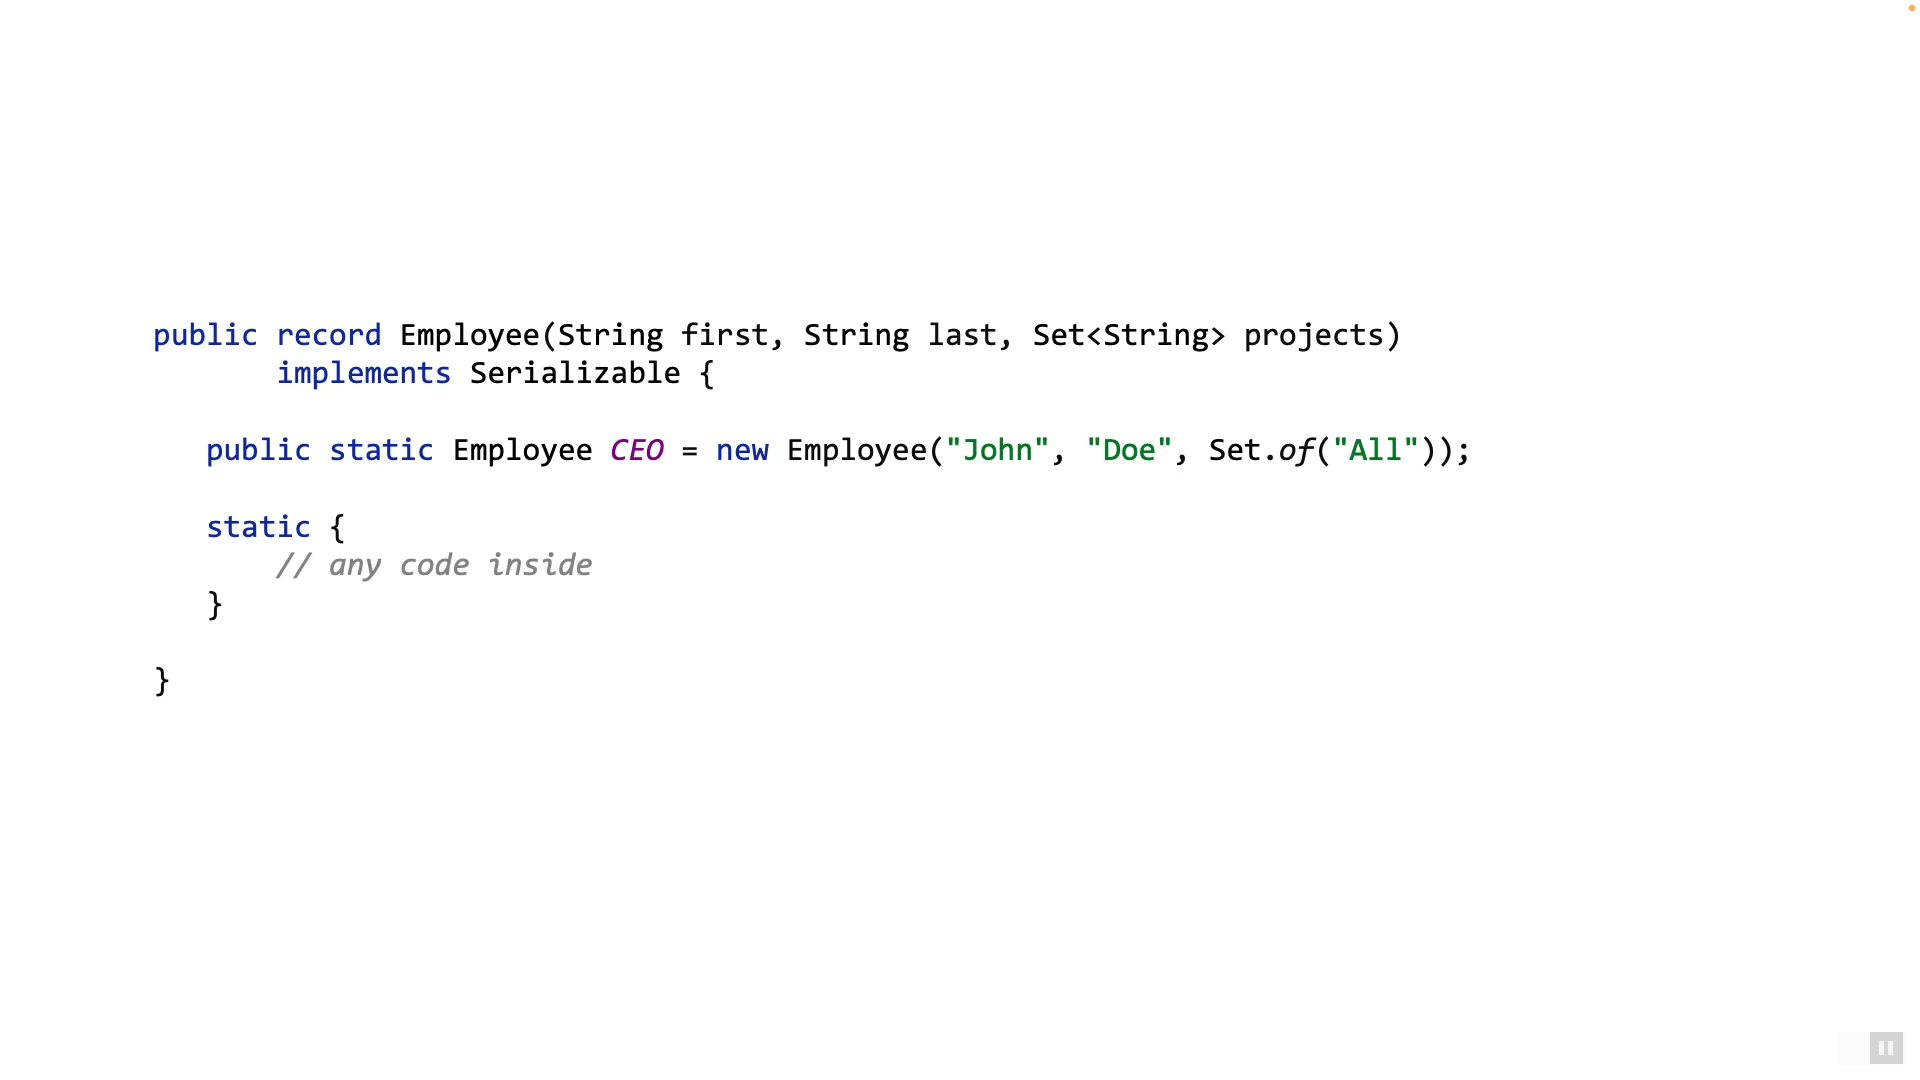 public record Employee(String first, String last, Set<String> projects)
implements Serializable {
public static Employee CEO = new Employee("John", "Doe", Set.of("All"));
static {
// any code inside
}
}